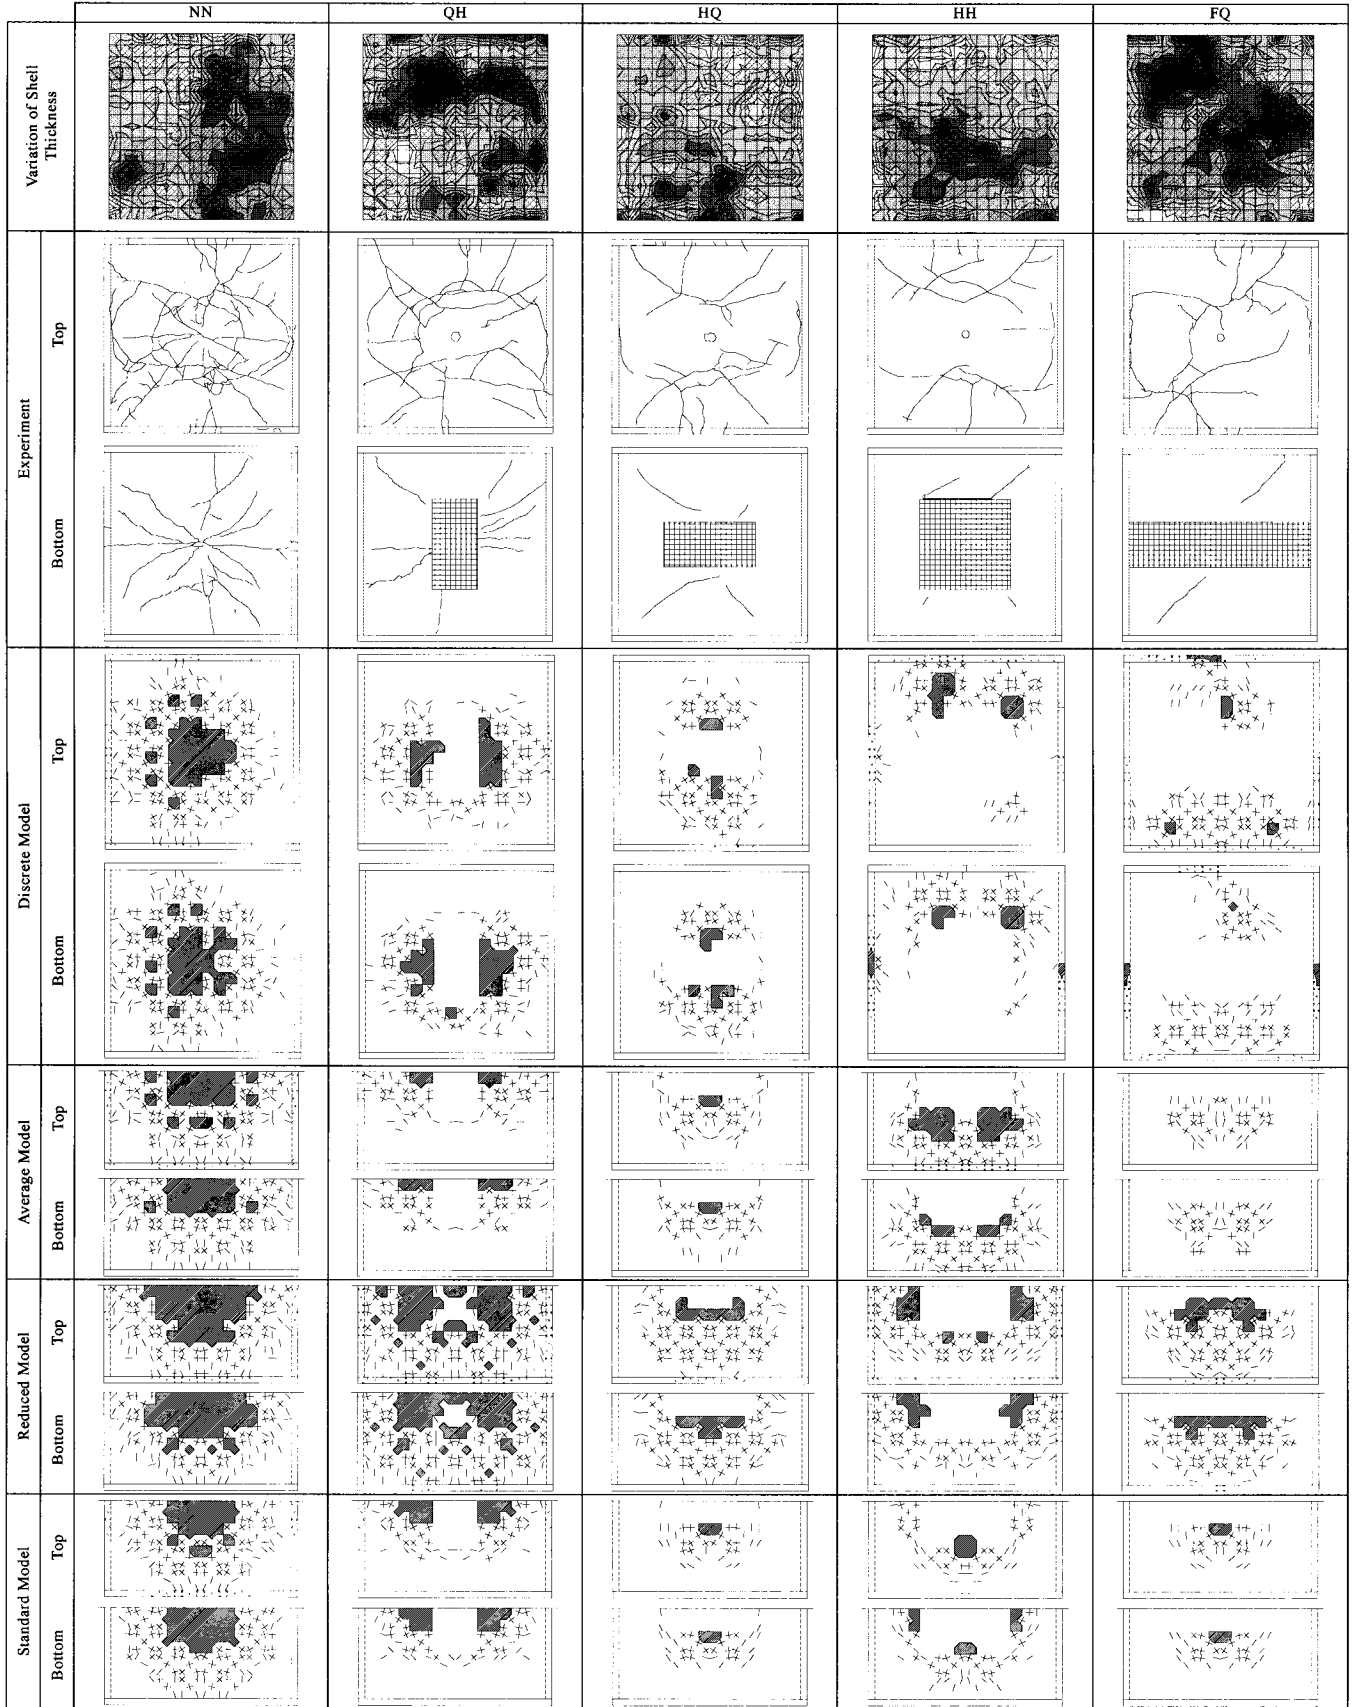 NN QH HQ HH FQ
Variation of Shell
Thickness
Experiment
Top
Bottom
Discrete Model
Top
Bottom
Average Model
Top
Bottom
Reduced Model
Top
Bottom
Standard Model
Top
Bottom